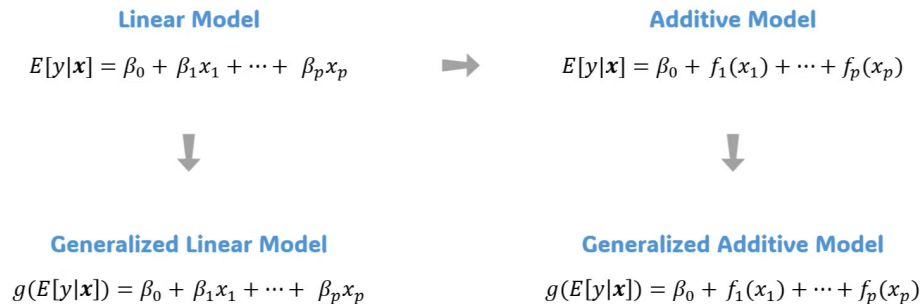 Linear Model
E[y|x] = β₀ + β₁x₁ + ⋯ + βₚxₚ
Additive Model
E[y|x] = β₀ + f₁(x₁) + ⋯ + fₚ(xₚ)
Generalized Linear Model
g(E[y|x]) = β₀ + β₁x₁ + ⋯ + βₚxₚ
Generalized Additive Model
g(E[y|x]) = β₀ + f₁(x₁) + ⋯ + fₚ(xₚ)